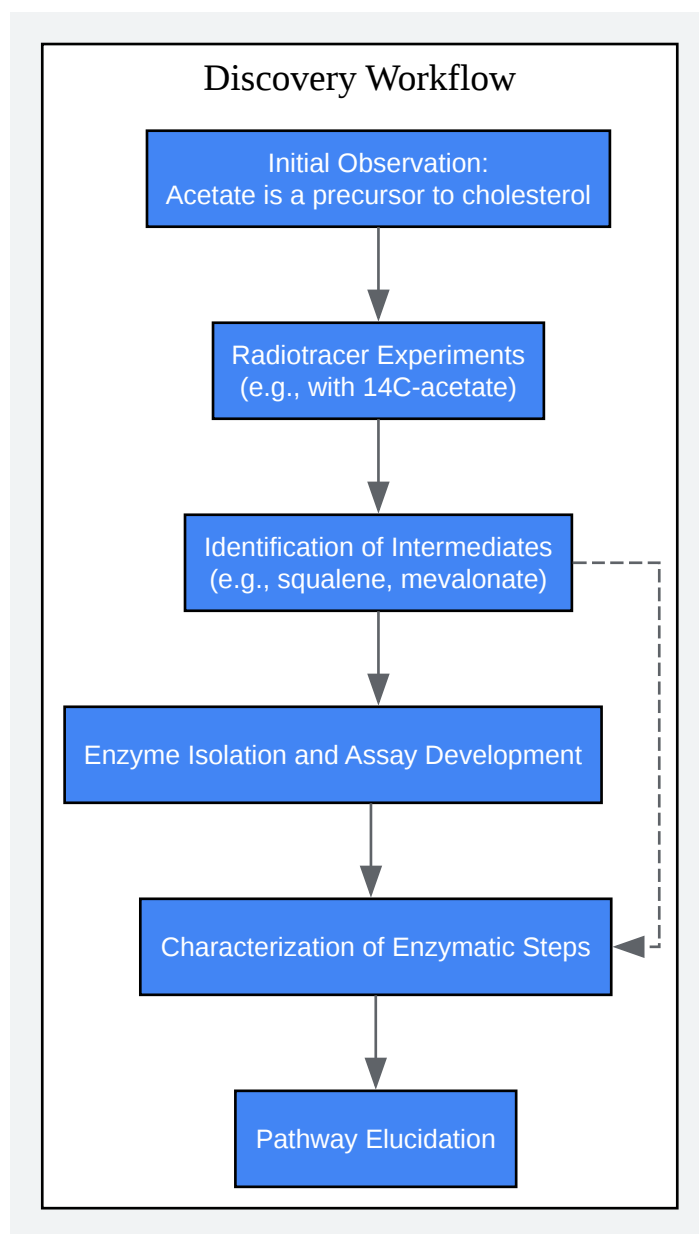 Discovery Workflow
Initial Observation:
Acetate is a precursor to cholesterol
Radiotracer Experiments
(e.g., with 14C-acetate)
Identification of Intermediates
(e.g., squalene, mevalonate)
Enzyme Isolation and Assay Development
Characterization of Enzymatic Steps
Pathway Elucidation